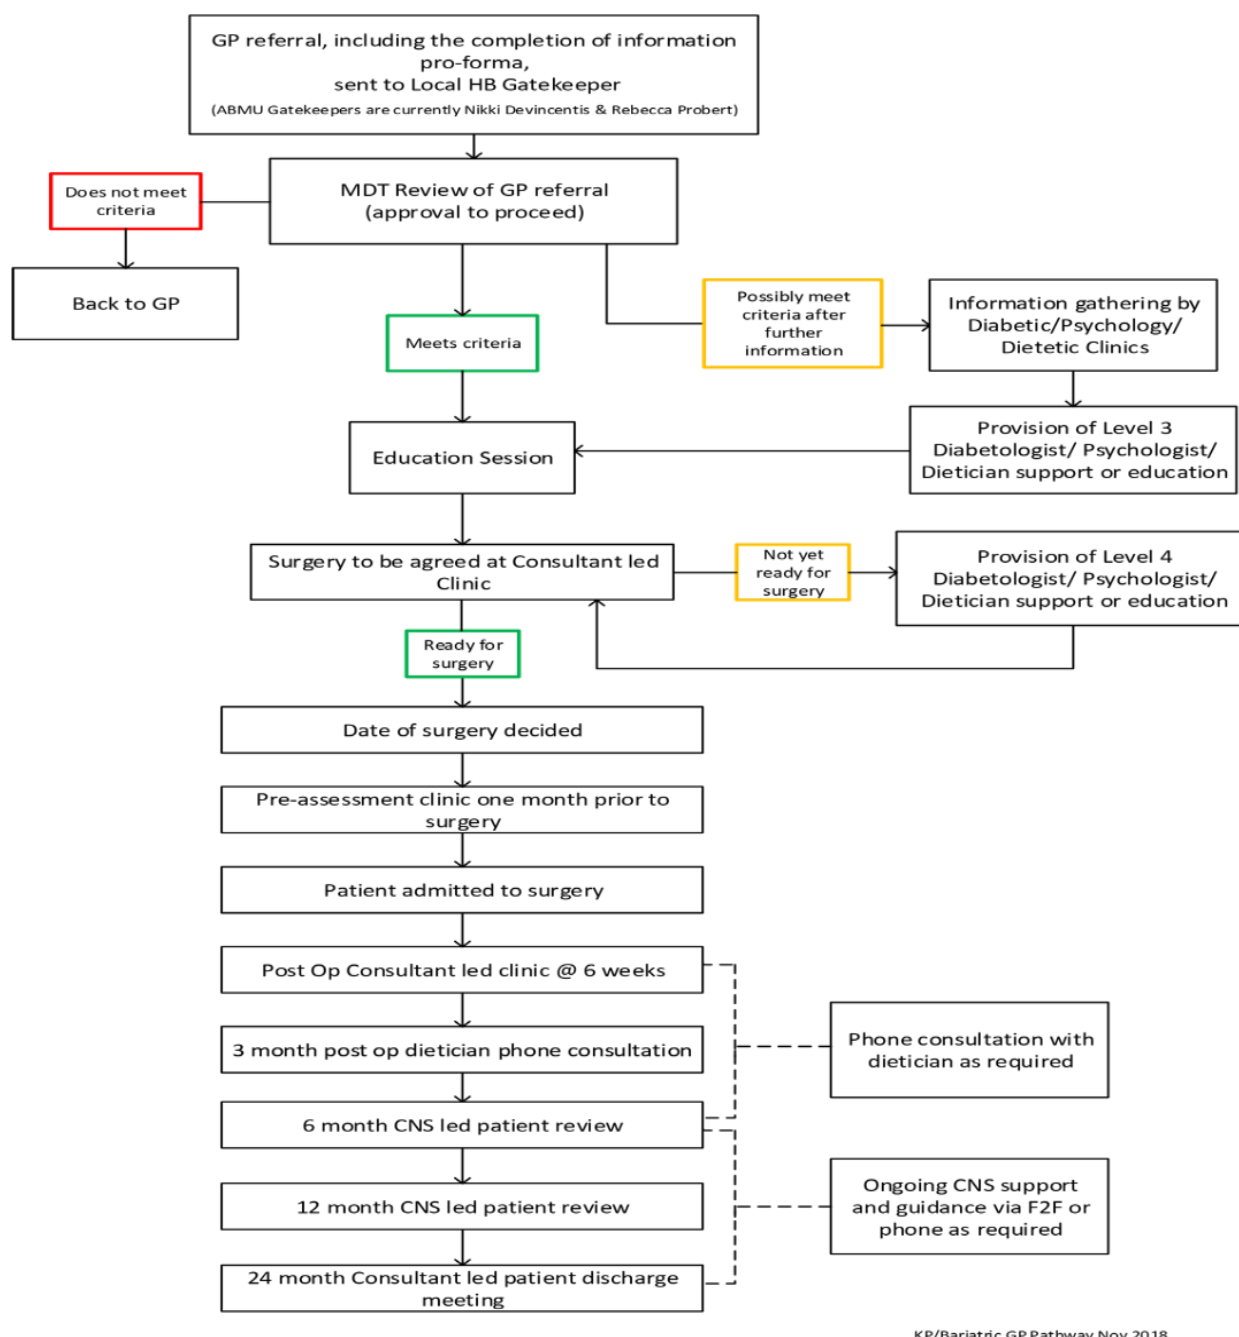 GP referral, including the completion of information
pro-forma,
sent to Local HB Gatekeeper
(ABMU Gatekeepers are currently Nikki Devincentis & Rebecca Probert)
Does not meet
criteria
MDT Review of GP referral
(approval to proceed)
Back to GP
Meets criteria
Possibly meet
criteria after
further
information
Information gathering by
Diabetic/Psychology/
Dietetic Clinics
Education Session
Provision of Level 3
Diabetologist/ Psychologist/
Dietician support or education
Surgery to be agreed at Consultant led
Clinic
Not yet
ready for
surgery
Provision of Level 4
Diabetologist/ Psychologist/
Dietician support or education
Ready for
surgery
Date of surgery decided
Pre-assessment clinic one month prior to
surgery
Patient admitted to surgery
Post Op Consultant led clinic @ 6 weeks
3 month post op dietician phone consultation
Phone consultation with
dietician as required
6 month CNS led patient review
12 month CNS led patient review
Ongoing CNS support
and guidance via F2F or
phone as required
24 month Consultant led patient discharge
meeting
KP/Bariatric GP Pathway Nov 2018